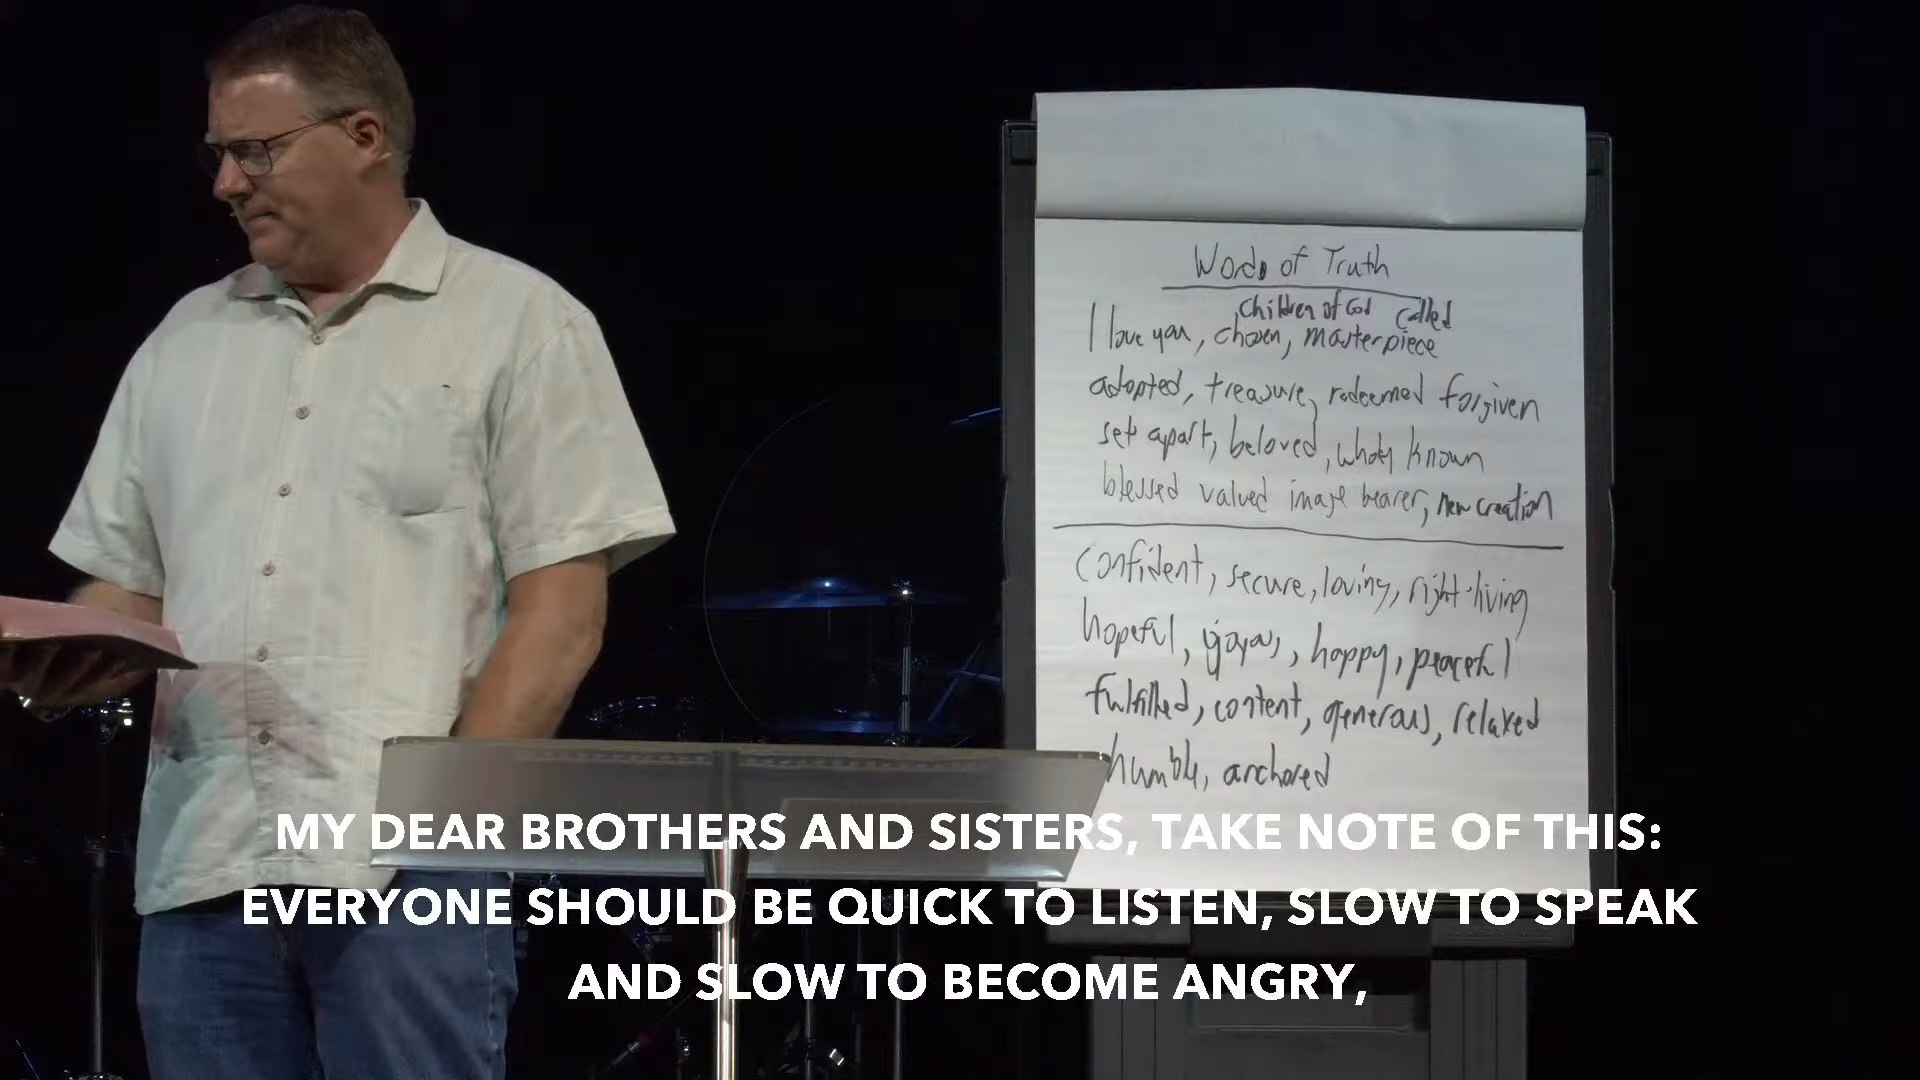 Words of Truth
Children of God called
I love you, chosen, masterpiece
adopted, treasure, redeemed forgiven
set apart, beloved, wholly known
blessed valued image bearer, new creation
confident, secure, loving, right-living
hopeful, joyous, happy, peaceful
fulfilled, content, generous, relaxed
humble, anchored
MY DEAR BROTHERS AND SISTERS, TAKE NOTE OF THIS:
EVERYONE SHOULD BE QUICK TO LISTEN, SLOW TO SPEAK
AND SLOW TO BECOME ANGRY,